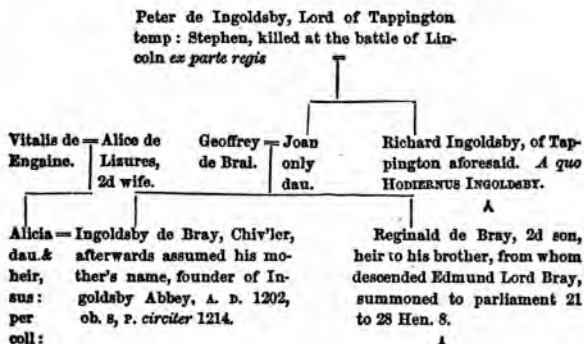 Peter de Ingoldsby, Lord of Tappington
temp : Stephen, killed at the battle of Lin-
coln ex parte regis
Vitalis de = Alice de
Engaine. Lizures,
2d wife.
Geoffrey = Joan
de Bral. only
dau.
Richard Ingoldsby, of Tap-
pington aforesaid. A quo
HODIERNUS INGOLDSBY.
Alicia =
dau. &
heir,
sus :
per
coll :
Ingoldsby de Bray, Chiv'ler,
afterwards assumed his mo-
ther's name, founder of In-
goldsby Abbey, A. D. 1202,
ob. s, P. circiter 1214.
Reginald de Bray, 2d son,
heir to his brother, from whom
descended Edmund Lord Bray,
summoned to parliament 21
to 28 Hen. 8.